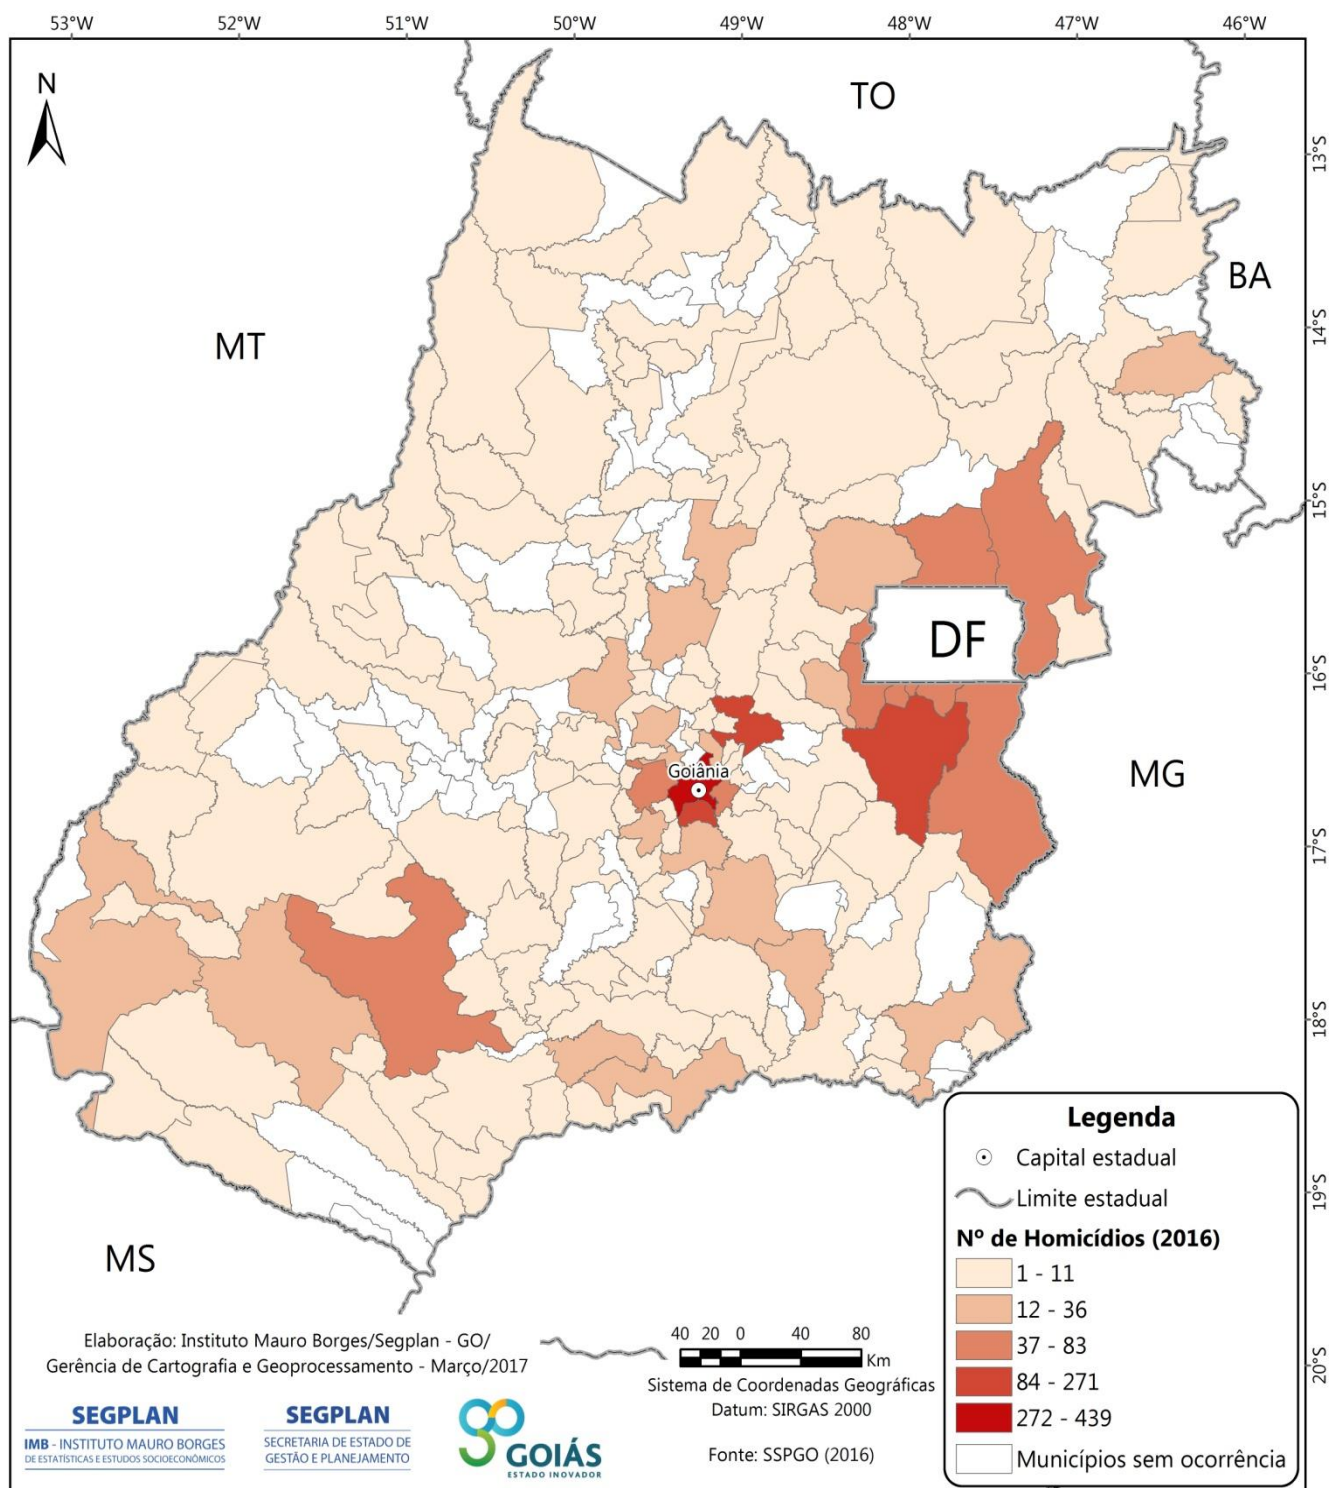 53°W 52°W 51°W 50°W 49°W 48°W 47°W 46°W
N
TO
13°S
BA
MT
14°S
15°S
DF
16°S
Goiânia
MG
17°S
18°S
Legenda
Capital estadual
Limite estadual
Nº de Homicídios (2016)
1 - 11
12 - 36
37 - 83
84 - 271
272 - 439
Municípios sem ocorrência
19°S
MS
20°S
Elaboração: Instituto Mauro Borges/Segplan - GO/
Gerência de Cartografia e Geoprocessamento - Março/2017
40 20 0 40 80
Km
Sistema de Coordenadas Geográficas
Datum: SIRGAS 2000
Fonte: SSPGO (2016)
SEGPLAN
IMB - INSTITUTO MAURO BORGES
DE ESTATÍSTICAS E ESTUDOS SOCIOECONÔMICOS
SEGPLAN
SECRETARIA DE ESTADO DE
GESTÃO E PLANEJAMENTO
GOIÁS
ESTADO INOVADOR